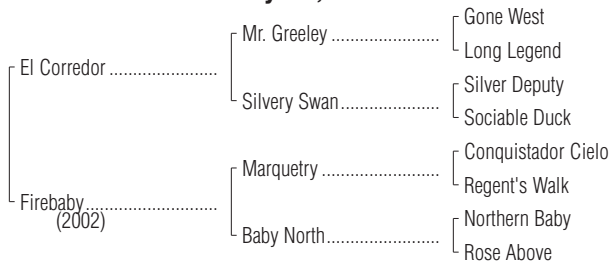 Gone West
Mr. Greeley ......................
Long Legend
El Corredor ......................
Silver Deputy
Silvery Swan ....................
Sociable Duck
Conquistador Cielo
Marquetry ........................
Regent's Walk
Firebaby ...........................
(2002)
Northern Baby
Baby North .......................
Rose Above